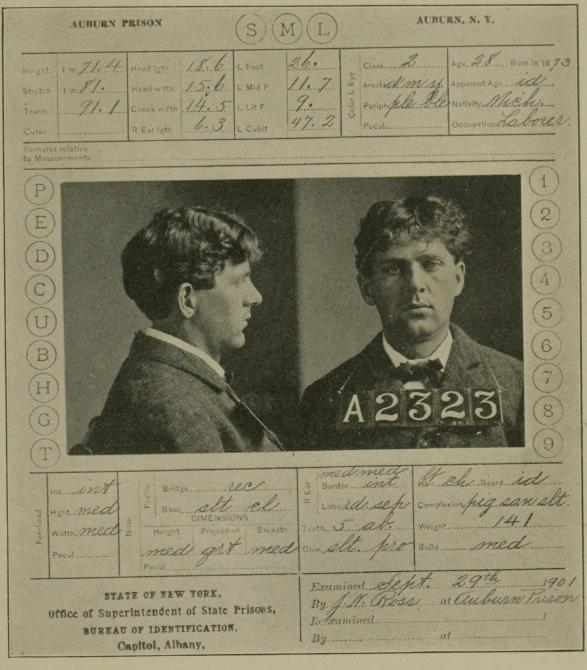 AUBURN PRISON
S M L
AUBURN, N. Y.
Height 1 m 71.4 Head lgth 18.6 L Foot 26. Class 2 Age, 28 Born in 1873
Stretch 1 m 81. Head width 15.6 L Mid F 11.7 Color L Eye Areola d m y Apparent Age id
Trunk 91.1 Cheek width 14.5 L Lit F 9. Periph ple ble Nativity Mich.
Curve R Ear lgth 6.3 L Cubit 47.2 Pecul. Occupation Laborer
Remarks relative
to Measurements
P 1
E 2
D 3
C 4
U 5
B 6
H 7
G 8
T 9
A2323
Forehead Inc int Nose Profile Bridge rec R Ear med med Border int Hair lt ch Beard id
Hght med Base slt cl Lobe sep Complexion pig san slt.
Width med DIMENSIONS Teeth 5 ab. Weight 141
Height Projection Breadth
Pecul med grt med Chin slt. pro Build med
Pecul
STATE OF NEW YORK,
Office of Superintendent of State Prisons,
BUREAU OF IDENTIFICATION,
Capitol, Albany,
Examined Sept. 29th 1901
By J. N. Ross at Auburn Prison
Reexamined 1
By at